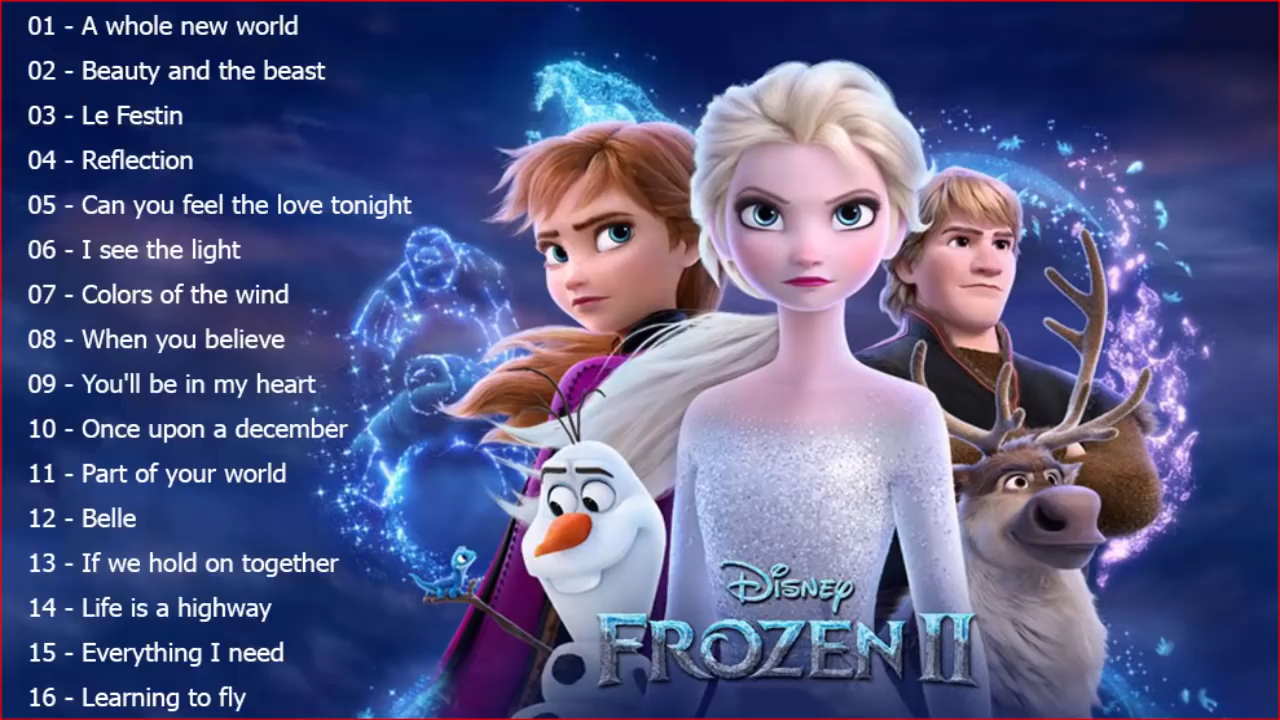 01 - A whole new world
02 - Beauty and the beast
03 - Le Festin
04 - Reflection
05 - Can you feel the love tonight
06 - I see the light
07 - Colors of the wind
08 - When you believe
09 - You'll be in my heart
10 - Once upon a december
11 - Part of your world
12 - Belle
13 - If we hold on together
14 - Life is a highway
15 - Everything I need
16 - Learning to fly
Disney
FROZEN II